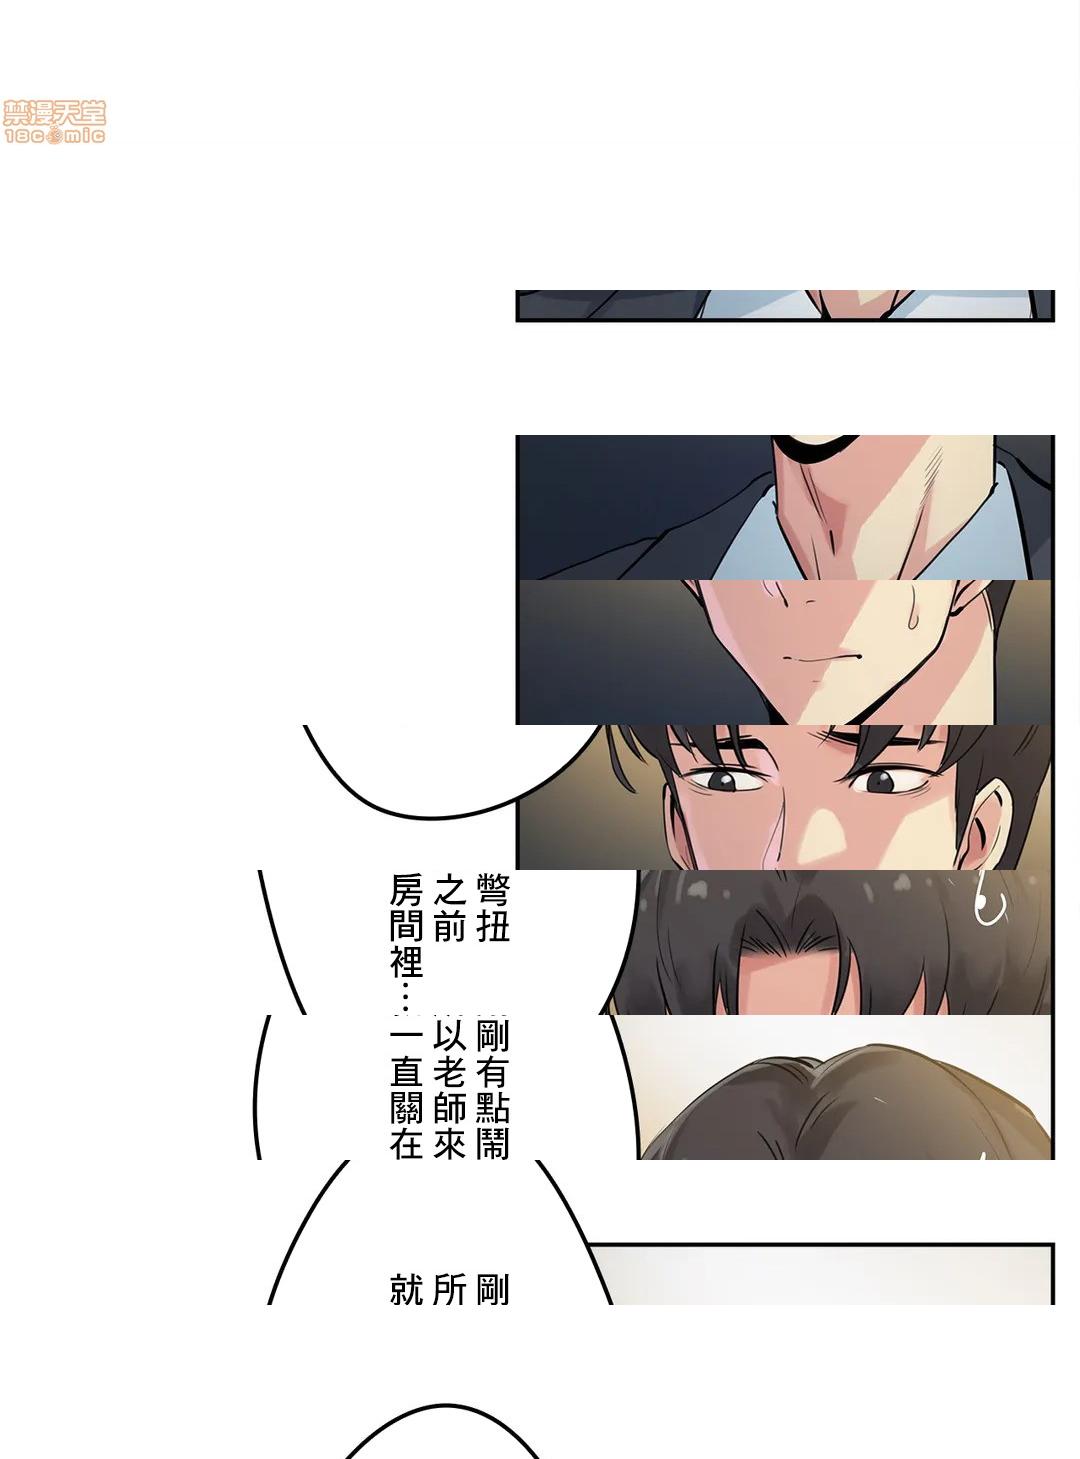 禁漫天堂
18comic
彆扭
之前
房間裡…
剛有點鬧
以老師來
一直關在
剛
所
就